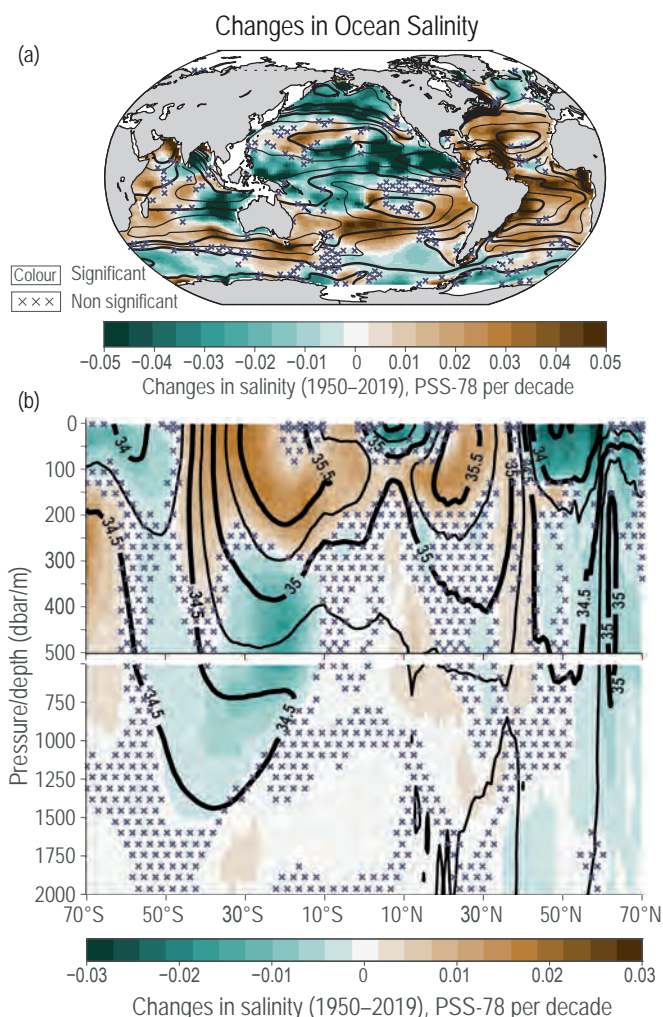 Changes in Ocean Salinity
(a)
Colour Significant
××× Non significant
−0.05 −0.04 −0.03 −0.02 −0.01 0 0.01 0.02 0.03 0.04 0.05
Changes in salinity (1950–2019), PSS-78 per decade
(b)
Pressure/depth (dbar/m)
0
100
200
300
400
500
750
1000
1250
1500
1750
2000
34
34.5
34.5
35.5
35
34.5
35
35.5
35
34
34.5
35
35
35
70°S 50°S 30°S 10°S 10°N 30°N 50°N 70°N
−0.03 −0.02 −0.01 0 0.01 0.02 0.03
Changes in salinity (1950–2019), PSS-78 per decade